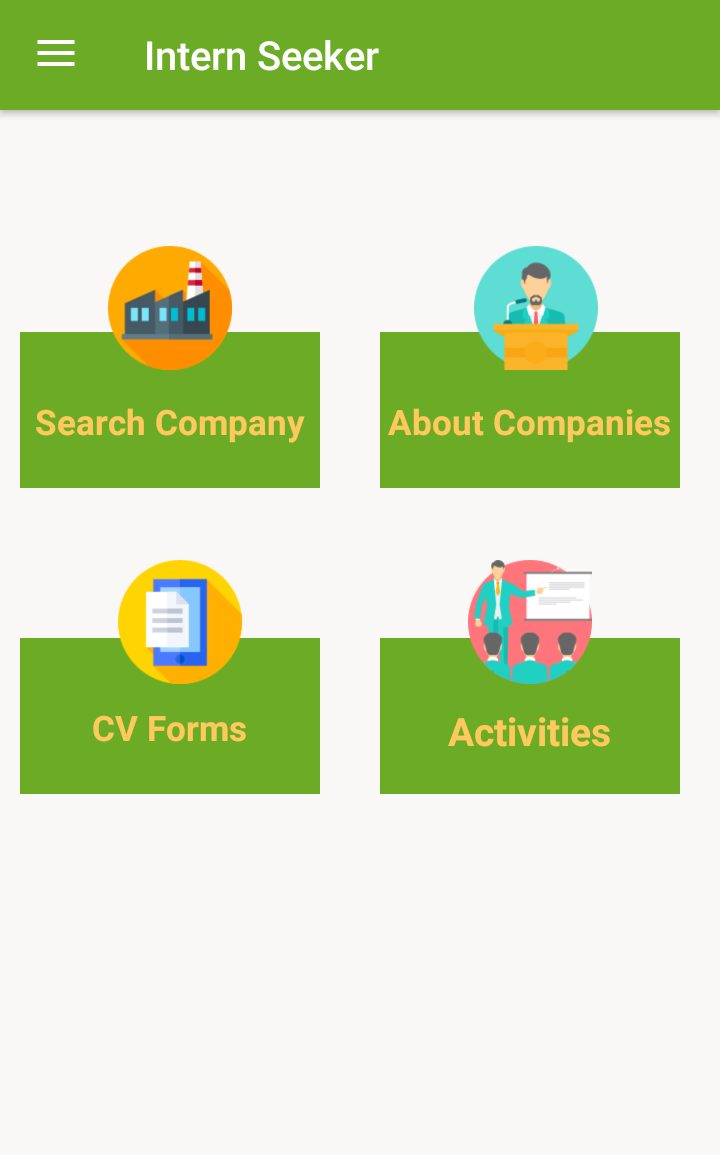 Intern Seeker
Search Company
About Companies
CV Forms
Activities